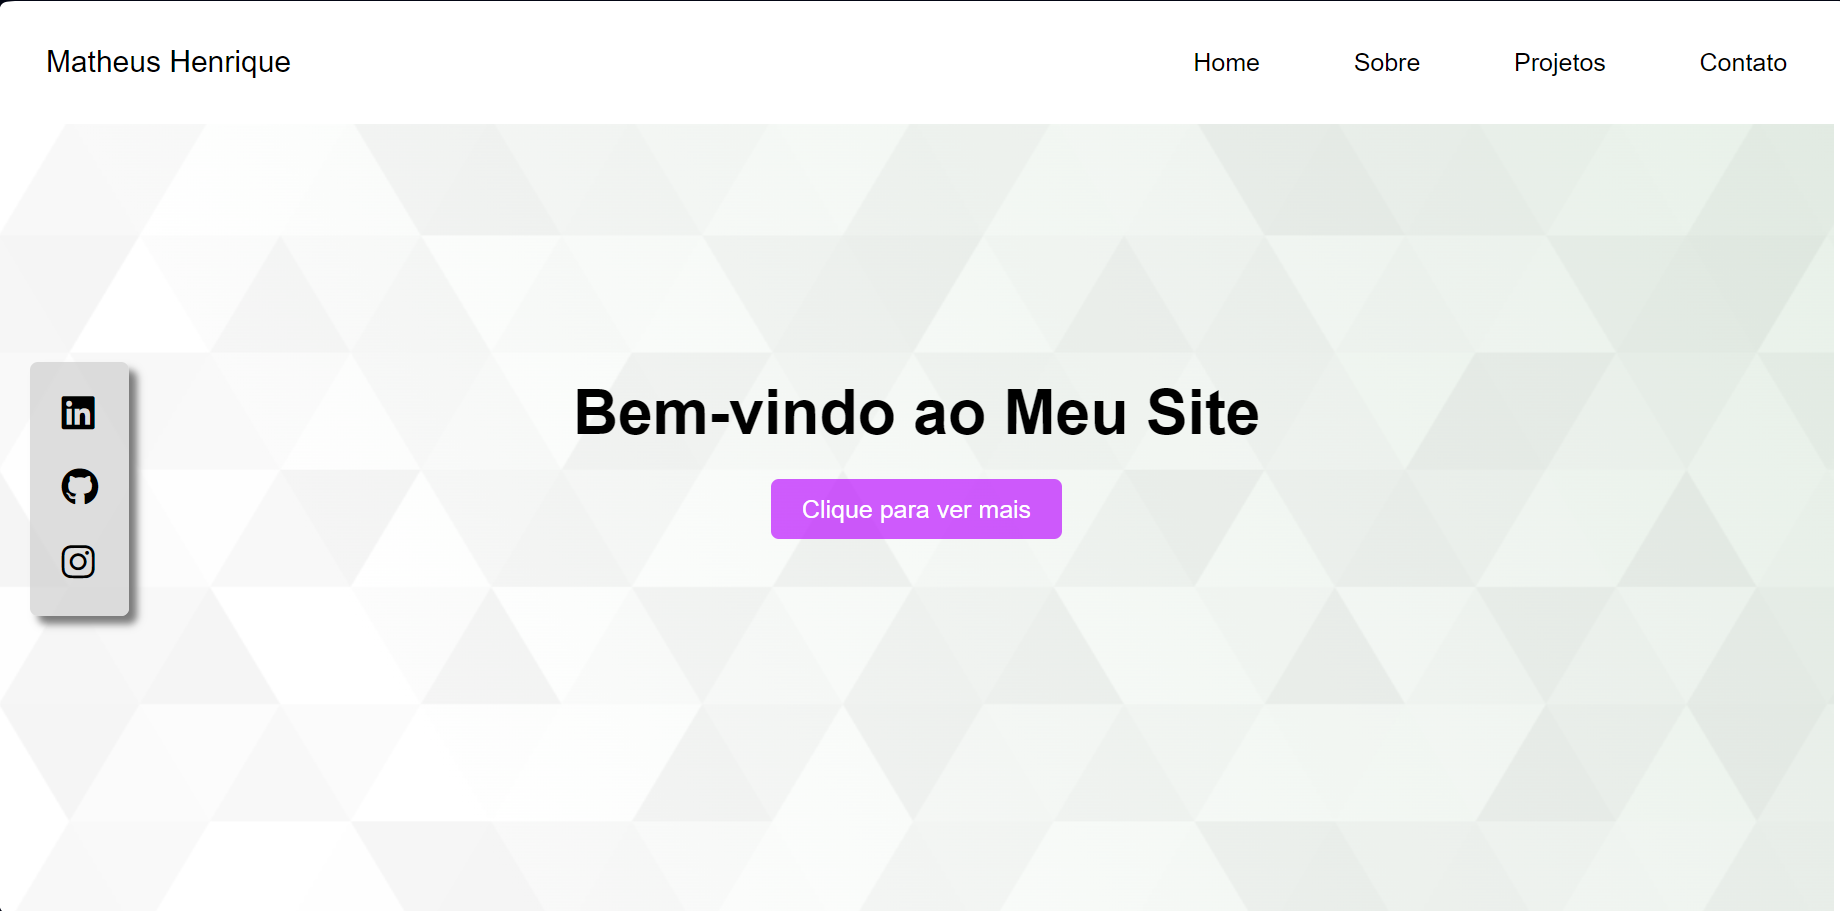 Matheus Henrique
Home
Sobre
Projetos
Contato
Bem-vindo ao Meu Site
Clique para ver mais
in